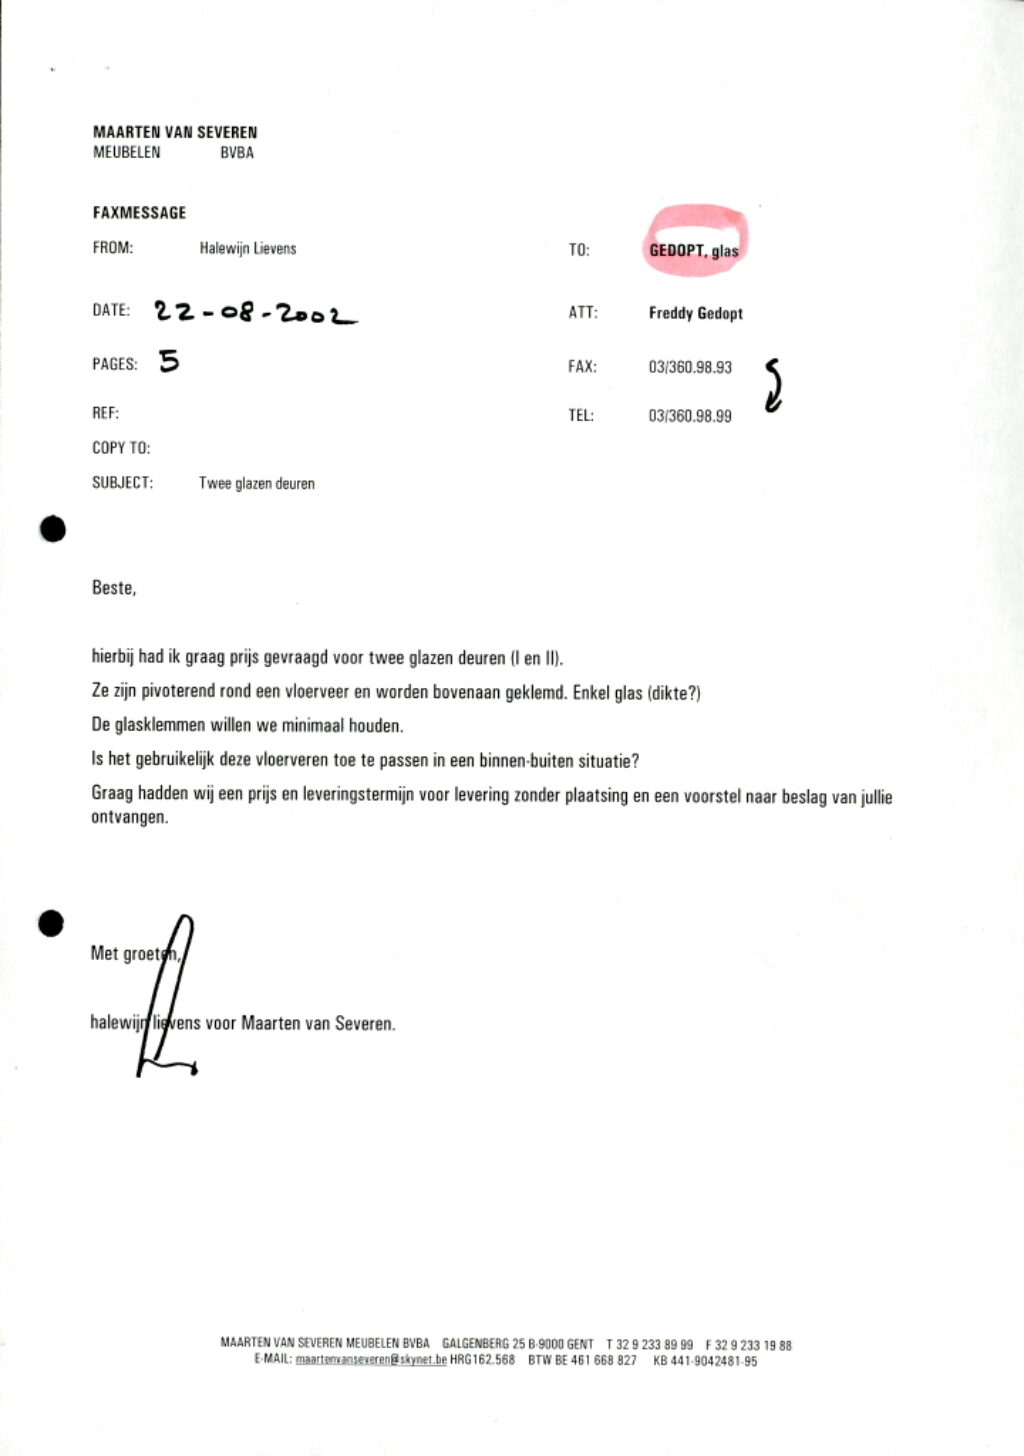 MAARTEN VAN SEVEREN
MEUBELEN BVBA
FAXMESSAGE
FROM: Halewijn Lievens TO: GEDOPT, glas
DATE: 22-08-2002 ATT: Freddy Gedopt
PAGES: 5 FAX: 03/360.98.93
REF: TEL: 03/360.98.99
COPY TO:
SUBJECT: Twee glazen deuren
Beste,
hierbij had ik graag prijs gevraagd voor twee glazen deuren (I en II).
Ze zijn pivoterend rond een vloerveer en worden bovenaan geklemd. Enkel glas (dikte?)
De glasklemmen willen we minimaal houden.
Is het gebruikelijk deze vloerveren toe te passen in een binnen-buiten situatie?
Graag hadden wij een prijs en leveringstermijn voor levering zonder plaatsing en een voorstel naar beslag van jullie
ontvangen.
Met groeten,
halewijn lievens voor Maarten van Severen.
MAARTEN VAN SEVEREN MEUBELEN BVBA GALGENBERG 25 B-9000 GENT T 32 9 233 89 99 F 32 9 233 19 88
E-MAIL: maartenvanseveren@skynet.be HRG162.568 BTW BE 461 668 827 KB 441-9042481-95